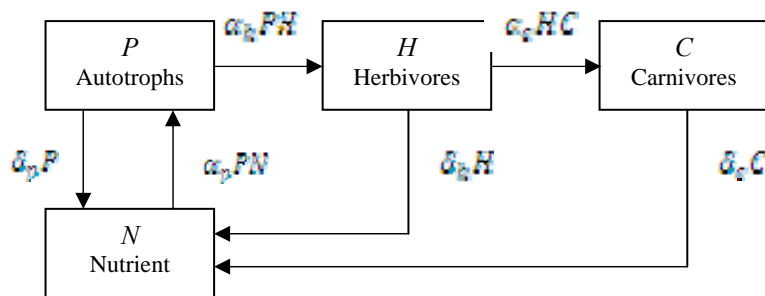 α_h PH
α_c HC
P
Autotrophs
H
Herbivores
C
Carnivores
δ_p P
α_p PN
δ_h H
δ_c C
N
Nutrient